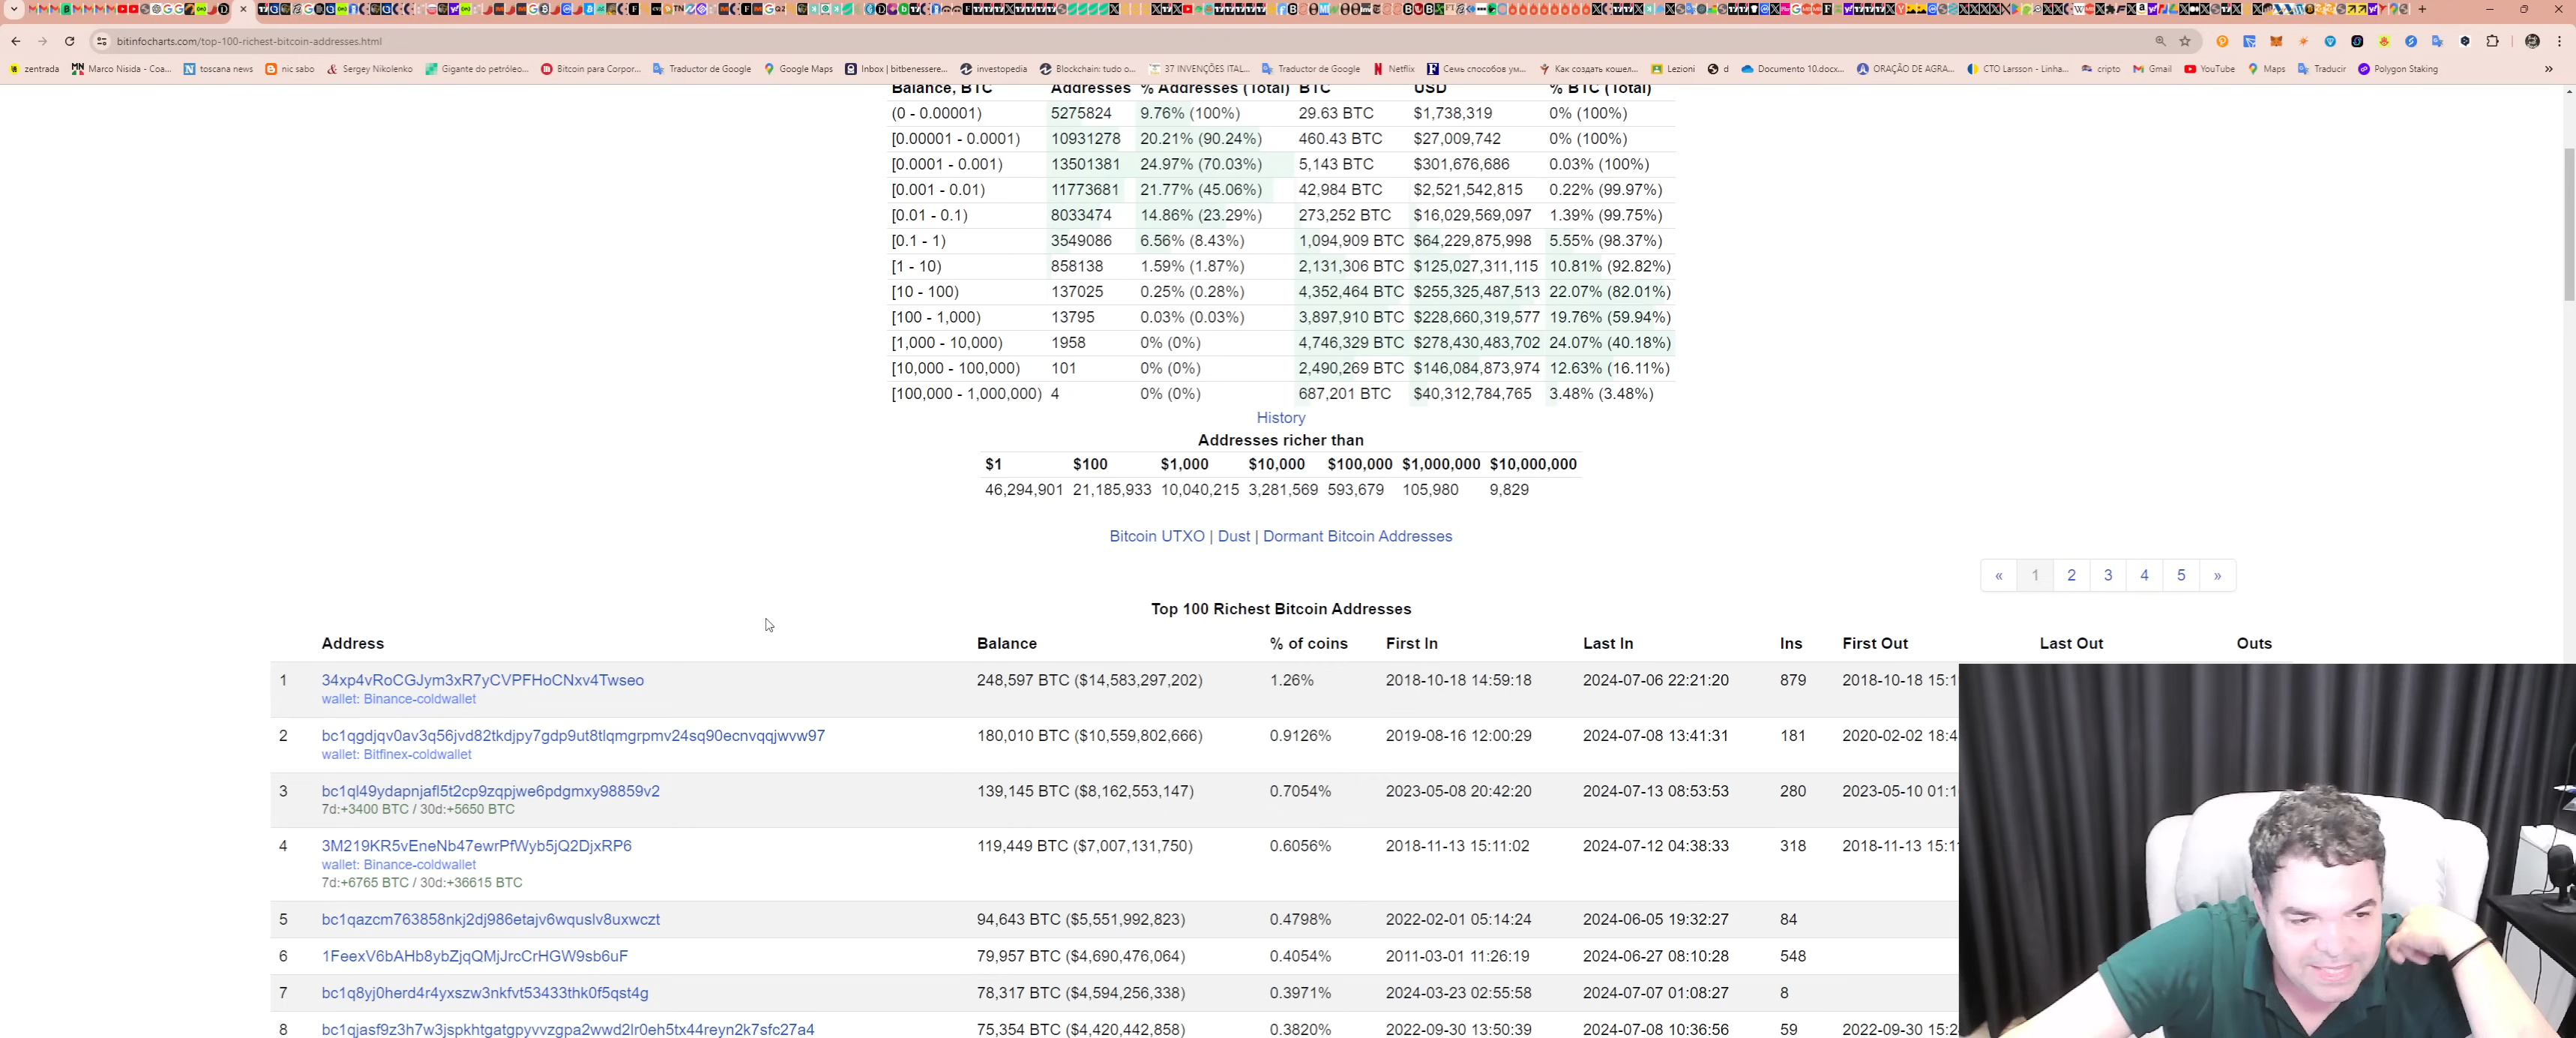 bitinfocharts.com/top-100-richest-bitcoin-addresses.html
zentrada Marco Nisida - Coa... toscana news nic sabo Sergey Nikolenko Gigante do petróleo... Bitcoin para Corpor... Traductor de Google Google Maps Inbox | bitbenessere... investopedia Blockchain: tudo o... 37 INVENÇÕES ITAL... Traductor de Google Netflix Семь способов ум... Как создать кошел... Lezioni d Documento 10.docx... ORAÇÃO DE AGRA... CTO Larsson - Linha... cripto Gmail YouTube Maps Traducir Polygon Staking »
Balance, BTC Addresses % Addresses (Total) BTC USD % BTC (Total)
(0 - 0.00001) 5275824 9.76% (100%) 29.63 BTC $1,738,319 0% (100%)
[0.00001 - 0.0001) 10931278 20.21% (90.24%) 460.43 BTC $27,009,742 0% (100%)
[0.0001 - 0.001) 13501381 24.97% (70.03%) 5,143 BTC $301,676,686 0.03% (100%)
[0.001 - 0.01) 11773681 21.77% (45.06%) 42,984 BTC $2,521,542,815 0.22% (99.97%)
[0.01 - 0.1) 8033474 14.86% (23.29%) 273,252 BTC $16,029,569,097 1.39% (99.75%)
[0.1 - 1) 3549086 6.56% (8.43%) 1,094,909 BTC $64,229,875,998 5.55% (98.37%)
[1 - 10) 858138 1.59% (1.87%) 2,131,306 BTC $125,027,311,115 10.81% (92.82%)
[10 - 100) 137025 0.25% (0.28%) 4,352,464 BTC $255,325,487,513 22.07% (82.01%)
[100 - 1,000) 13795 0.03% (0.03%) 3,897,910 BTC $228,660,319,577 19.76% (59.94%)
[1,000 - 10,000) 1958 0% (0%) 4,746,329 BTC $278,430,483,702 24.07% (40.18%)
[10,000 - 100,000) 101 0% (0%) 2,490,269 BTC $146,084,873,974 12.63% (16.11%)
[100,000 - 1,000,000) 4 0% (0%) 687,201 BTC $40,312,784,765 3.48% (3.48%)
History
Addresses richer than
$1 $100 $1,000 $10,000 $100,000 $1,000,000 $10,000,000
46,294,901 21,185,933 10,040,215 3,281,569 593,679 105,980 9,829
Bitcoin UTXO | Dust | Dormant Bitcoin Addresses
« 1 2 3 4 5 »
Top 100 Richest Bitcoin Addresses
Address Balance % of coins First In Last In Ins First Out Last Out Outs
1 34xp4vRoCGJym3xR7yCVPFHoCNxv4Twseo 248,597 BTC ($14,583,297,202) 1.26% 2018-10-18 14:59:18 2024-07-06 22:21:20 879 2018-10-18 15:1
wallet: Binance-coldwallet
2 bc1qgdjqv0av3q56jvd82tkdjpy7gdp9ut8tlqmgrpmv24sq90ecnvqqjwvw97 180,010 BTC ($10,559,802,666) 0.9126% 2019-08-16 12:00:29 2024-07-08 13:41:31 181 2020-02-02 18:4
wallet: Bitfinex-coldwallet
3 bc1ql49ydapnjafl5t2cp9zqpjwe6pdgmxy98859v2 139,145 BTC ($8,162,553,147) 0.7054% 2023-05-08 20:42:20 2024-07-13 08:53:53 280 2023-05-10 01:1
7d:+3400 BTC / 30d:+5650 BTC
4 3M219KR5vEneNb47ewrPfWyb5jQ2DjxRP6 119,449 BTC ($7,007,131,750) 0.6056% 2018-11-13 15:11:02 2024-07-12 04:38:33 318 2018-11-13 15:1
wallet: Binance-coldwallet
7d:+6765 BTC / 30d:+36615 BTC
5 bc1qazcm763858nkj2dj986etajv6wquslv8uxwczt 94,643 BTC ($5,551,992,823) 0.4798% 2022-02-01 05:14:24 2024-06-05 19:32:27 84
6 1FeexV6bAHb8ybZjqQMjJrcCrHGW9sb6uF 79,957 BTC ($4,690,476,064) 0.4054% 2011-03-01 11:26:19 2024-06-27 08:10:28 548
7 bc1q8yj0herd4r4yxszw3nkfvt53433thk0f5qst4g 78,317 BTC ($4,594,256,338) 0.3971% 2024-03-23 02:55:58 2024-07-07 01:08:27 8
8 bc1qjasf9z3h7w3jspkhtgatgpyvvzgpa2wwd2lr0eh5tx44reyn2k7sfc27a4 75,354 BTC ($4,420,442,858) 0.3820% 2022-09-30 13:50:39 2024-07-08 10:36:56 59 2022-09-30 15:2